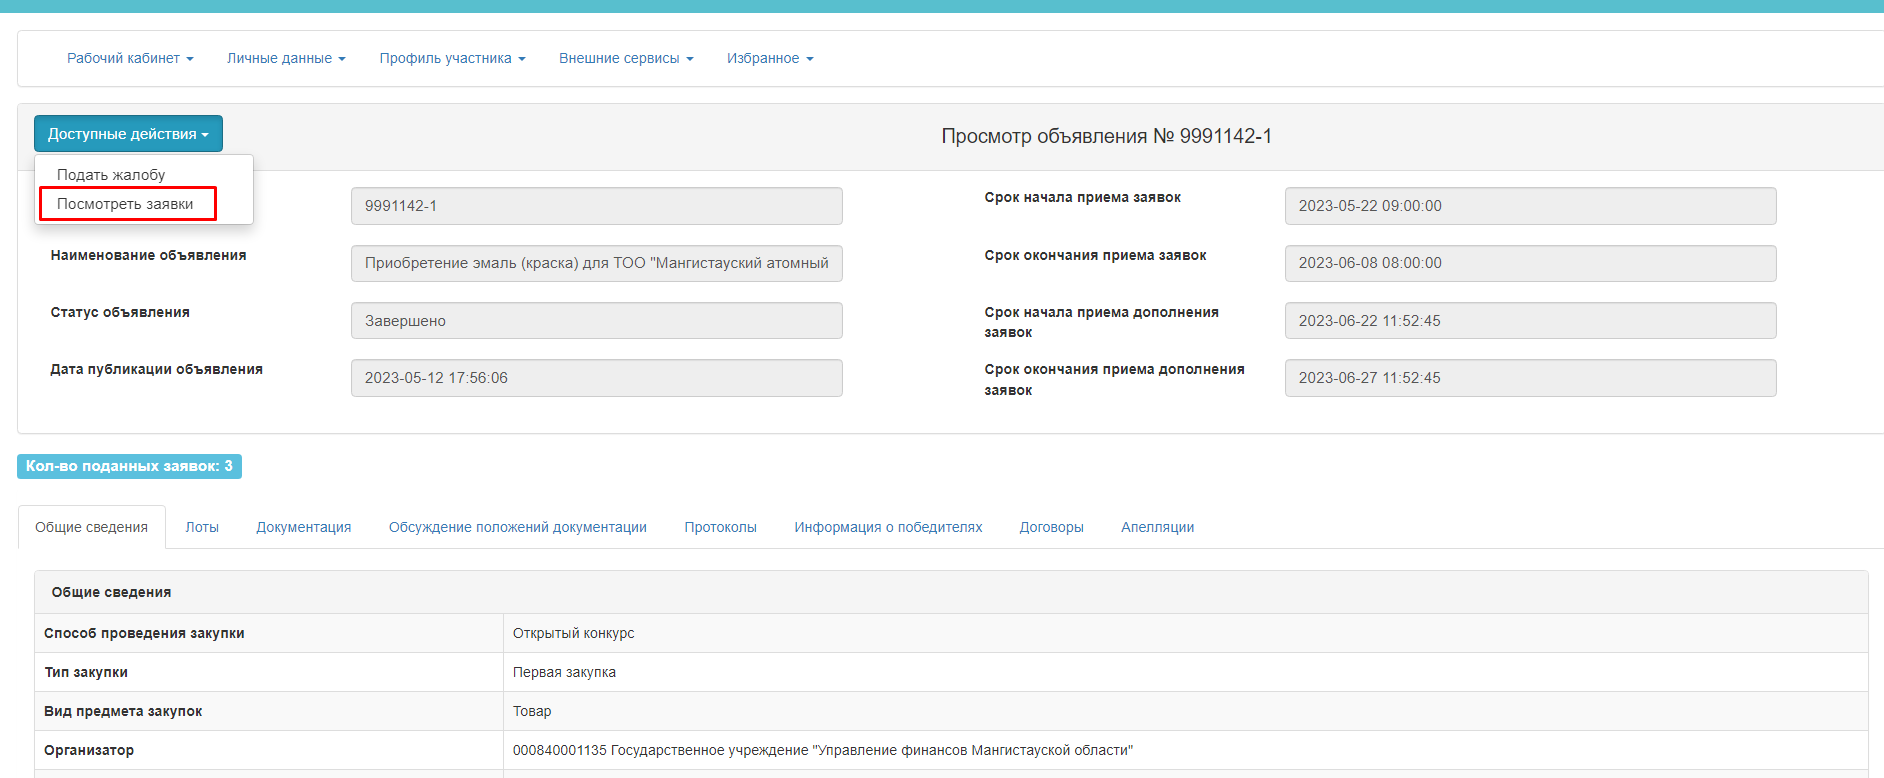 Рабочий кабинет
Личные данные
Профиль участника
Внешние сервисы
Избранное
Доступные действия
Просмотр объявления № 9991142-1
Подать жалобу
Посмотреть заявки
9991142-1
Срок начала приема заявок
2023-05-22 09:00:00
Наименование объявления
Приобретение эмаль (краска) для ТОО "Мангистауский атомный
Срок окончания приема заявок
2023-06-08 08:00:00
Статус объявления
Завершено
Срок начала приема дополнения
заявок
2023-06-22 11:52:45
Дата публикации объявления
2023-05-12 17:56:06
Срок окончания приема дополнения
заявок
2023-06-27 11:52:45
Кол-во поданных заявок: 3
Общие сведения
Лоты
Документация
Обсуждение положений документации
Протоколы
Информация о победителях
Договоры
Апелляции
Общие сведения
Способ проведения закупки
Открытый конкурс
Тип закупки
Первая закупка
Вид предмета закупок
Товар
Организатор
000840001135 Государственное учреждение "Управление финансов Мангистауской области"